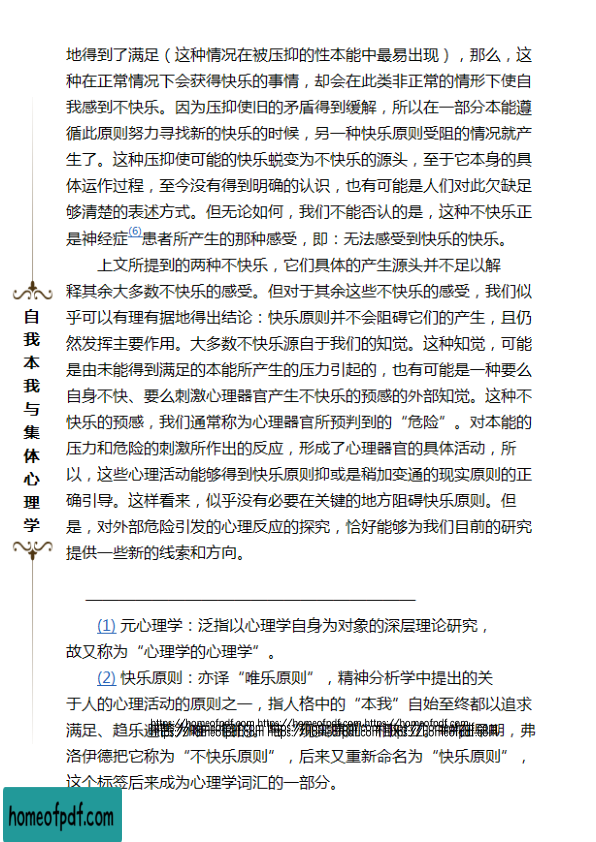 地得到了满足（这种情况在被压抑的性本能中最易出现），那么，这
种在正常情况下会获得快乐的事情，却会在此类非正常的情形下使自
我感到不快乐。因为压抑使旧的矛盾得到缓解，所以在一部分本能遵
循此原则努力寻找新的快乐的时候，另一种快乐原则受阻的情况就产
生了。这种压抑使可能的快乐蜕变为不快乐的源头，至于它本身的具
体运作过程，至今没有得到明确的认识，也有可能是人们对此欠缺足
够清楚的表述方式。但无论如何，我们不能否认的是，这种不快乐正
是神经症(6)患者所产生的那种感受，即：无法感受到快乐的快乐。
上文所提到的两种不快乐，它们具体的产生源头并不足以解
释其余大多数不快乐的感受。但对于其余这些不快乐的感受，我们似
乎可以有理有据地得出结论：快乐原则并不会阻碍它们的产生，且仍
然发挥主要作用。大多数不快乐源自于我们的知觉。这种知觉，可能
是由未能得到满足的本能所产生的压力引起的，也有可能是一种要么
自身不快、要么刺激心理器官产生不快乐的预感的外部知觉。这种不
快乐的预感，我们通常称为心理器官所预判到的“危险”。对本能的
压力和危险的刺激所作出的反应，形成了心理器官的具体活动，所
以，这些心理活动能够得到快乐原则抑或是稍加变通的现实原则的正
确引导。这样看来，似乎没有必要在关键的地方阻碍快乐原则。但
是，对外部危险引发的心理反应的探究，恰好能够为我们目前的研究
提供一些新的线索和方向。
自我本我与集体心理学
(1) 元心理学：泛指以心理学自身为对象的深层理论研究，
故又称为“心理学的心理学”。
(2) 快乐原则：亦译“唯乐原则”，精神分析学中提出的关
于人的心理活动的原则之一，指人格中的“本我”自始至终都以追求
满足、趋乐避 https://homeofpdf.com https://homeofpdf.com https://homeofpdf.com 期，弗
洛伊德把它称为“不快乐原则”，后来又重新命名为“快乐原则”，
这个标签后来成为心理学词汇的一部分。
homeofpdf.com